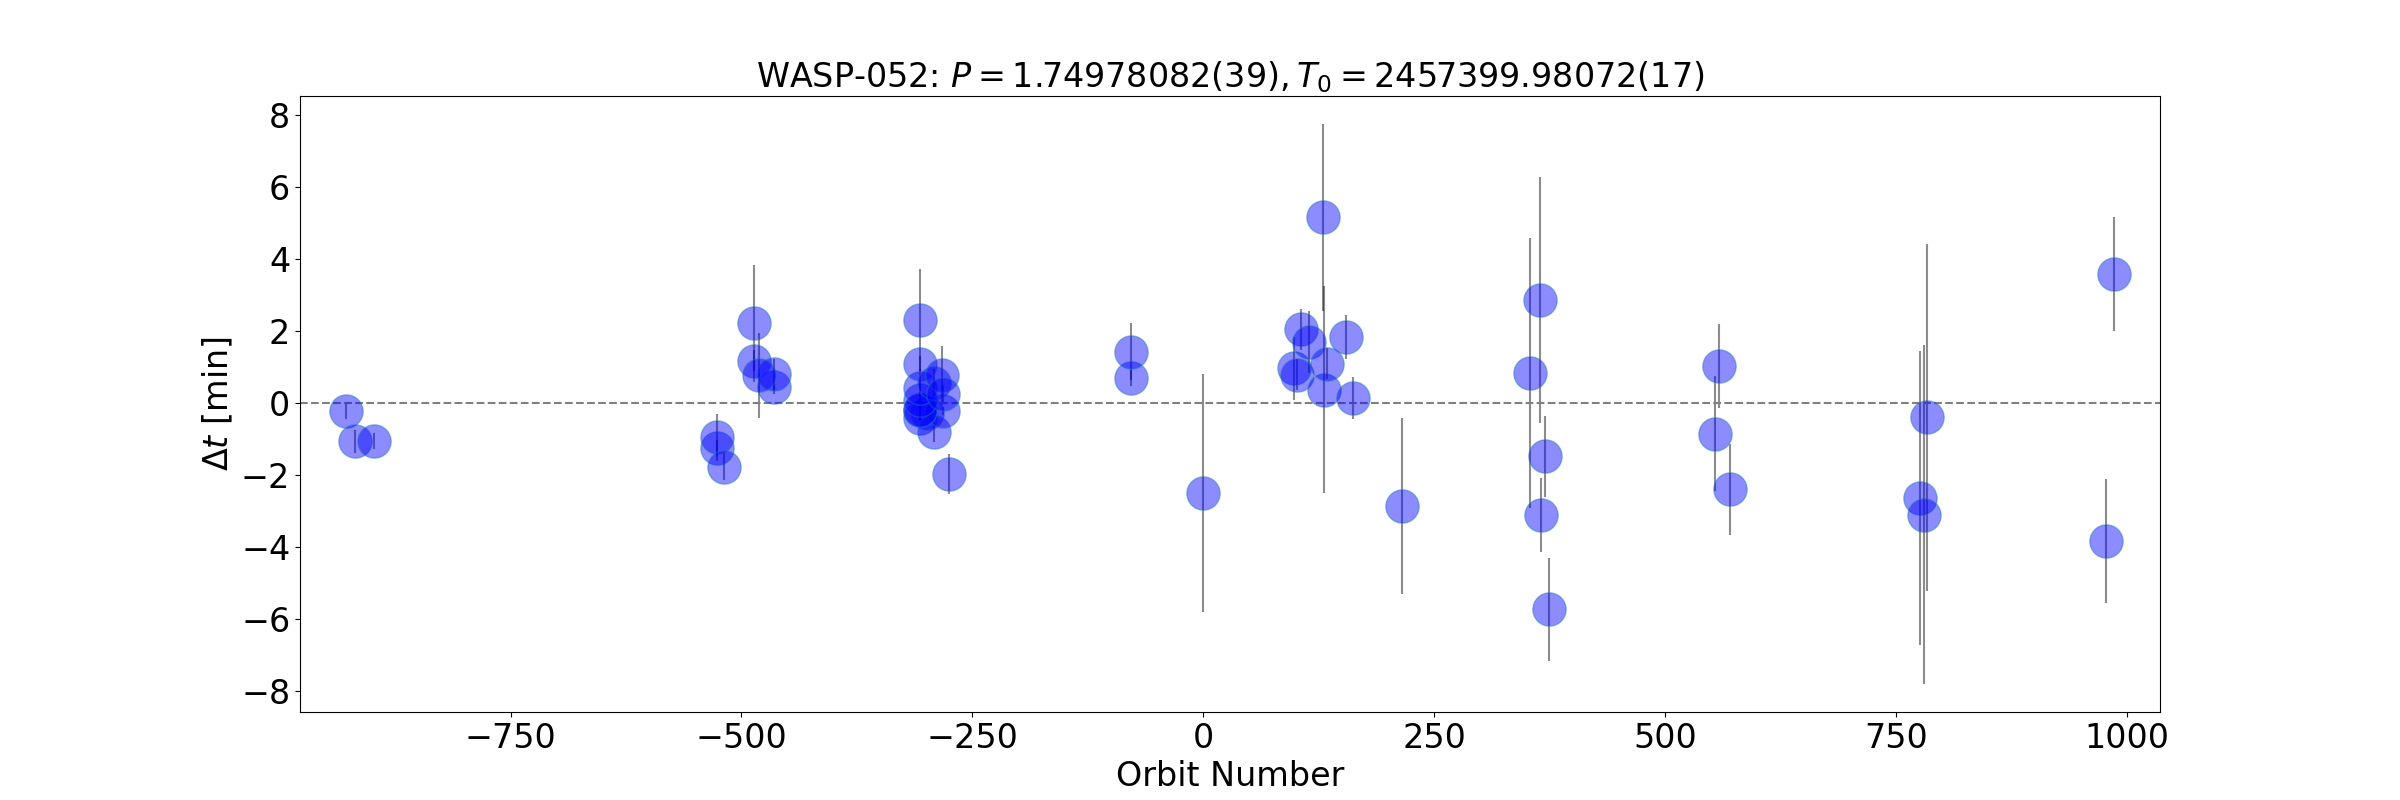 WASP-052: P = 1.74978082(39), T₀ = 2457399.98072(17)
8
6
4
2
0
−2
−4
−6
−8
Δt [min]
−750 −500 −250 0 250 500 750 1000
Orbit Number